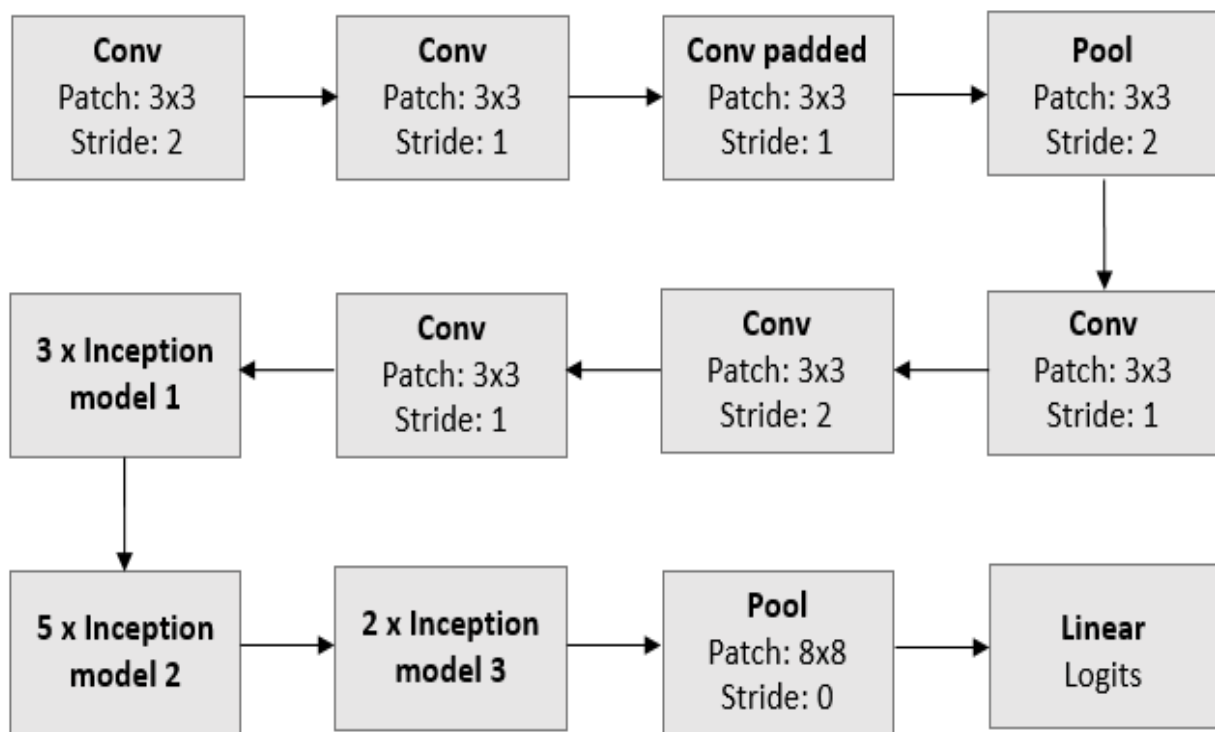 Conv
Patch: 3x3
Stride: 2
Conv
Patch: 3x3
Stride: 1
Conv padded
Patch: 3x3
Stride: 1
Pool
Patch: 3x3
Stride: 2
Conv
Patch: 3x3
Stride: 1
Conv
Patch: 3x3
Stride: 2
Conv
Patch: 3x3
Stride: 1
3 x Inception
model 1
5 x Inception
model 2
2 x Inception
model 3
Pool
Patch: 8x8
Stride: 0
Linear
Logits